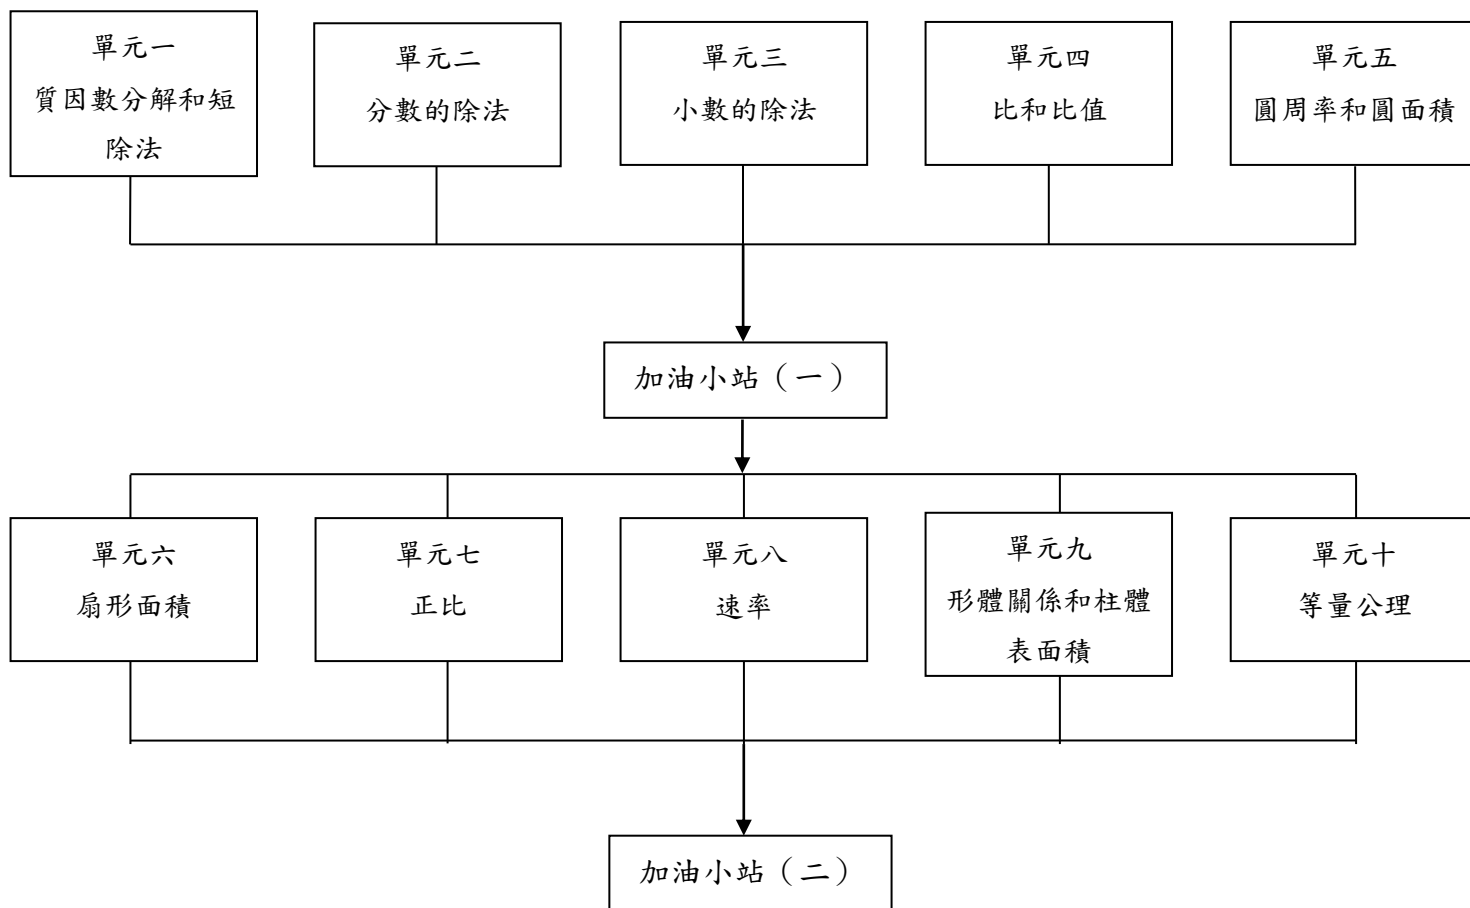 單元一
質因數分解和短
除法
單元二
分數的除法
單元三
小數的除法
單元四
比和比值
單元五
圓周率和圓面積
加油小站（一）
單元六
扇形面積
單元七
正比
單元八
速率
單元九
形體關係和柱體
表面積
單元十
等量公理
加油小站（二）